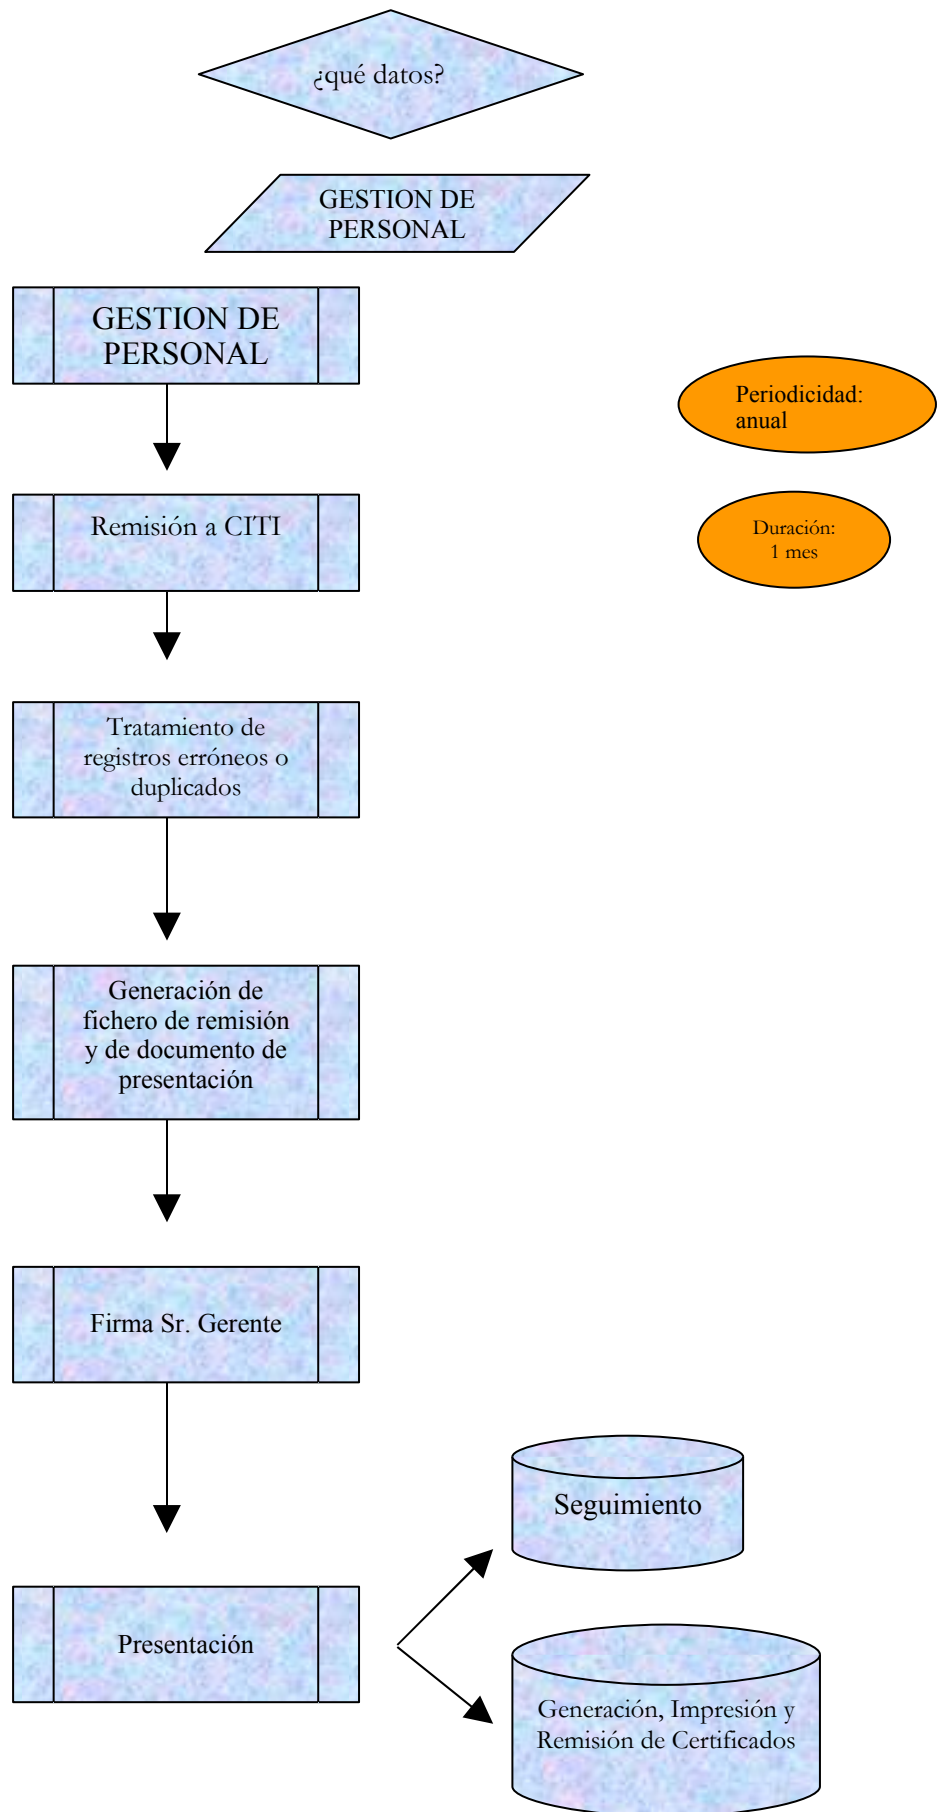 ¿qué datos?
GESTION DE
PERSONAL
GESTION DE
PERSONAL
Periodicidad:
anual
Remisión a CITI
Duración:
1 mes
Tratamiento de
registros erróneos o
duplicados
Generación de
fichero de remisión
y de documento de
presentación
Firma Sr. Gerente
Seguimiento
Presentación
Generación, Impresión y
Remisión de Certificados